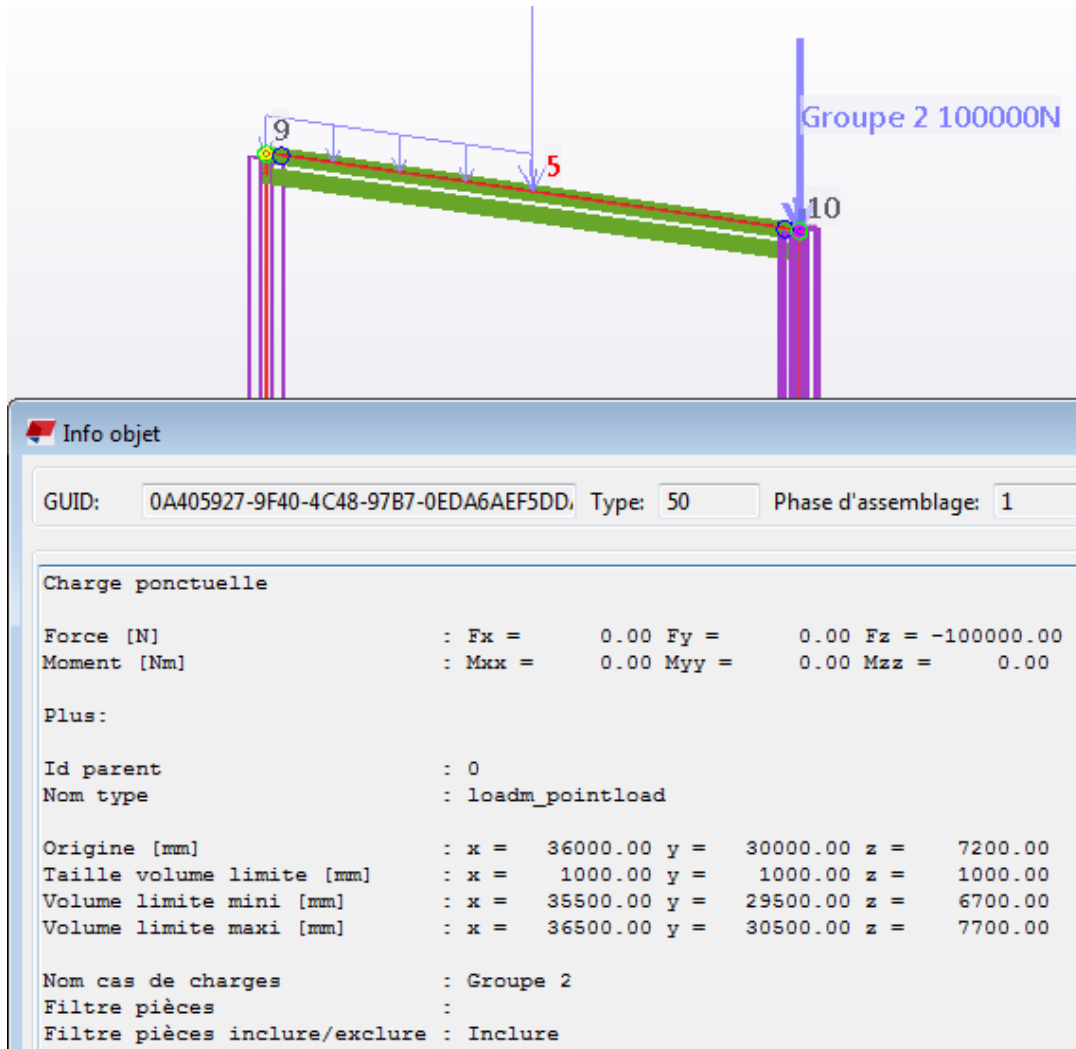 9
Groupe 2 100000N
5
10
Info objet
GUID: 0A405927-9F40-4C48-97B7-0EDA6AEF5DD Type: 50 Phase d'assemblage: 1
Charge ponctuelle
Force [N] : Fx = 0.00 Fy = 0.00 Fz = -100000.00
Moment [Nm] : Mxx = 0.00 Myy = 0.00 Mzz = 0.00
Plus:
Id parent : 0
Nom type : loadm_pointload
Origine [mm] : x = 36000.00 y = 30000.00 z = 7200.00
Taille volume limite [mm] : x = 1000.00 y = 1000.00 z = 1000.00
Volume limite mini [mm] : x = 35500.00 y = 29500.00 z = 6700.00
Volume limite maxi [mm] : x = 36500.00 y = 30500.00 z = 7700.00
Nom cas de charges : Groupe 2
Filtre pièces :
Filtre pièces inclure/exclure : Inclure